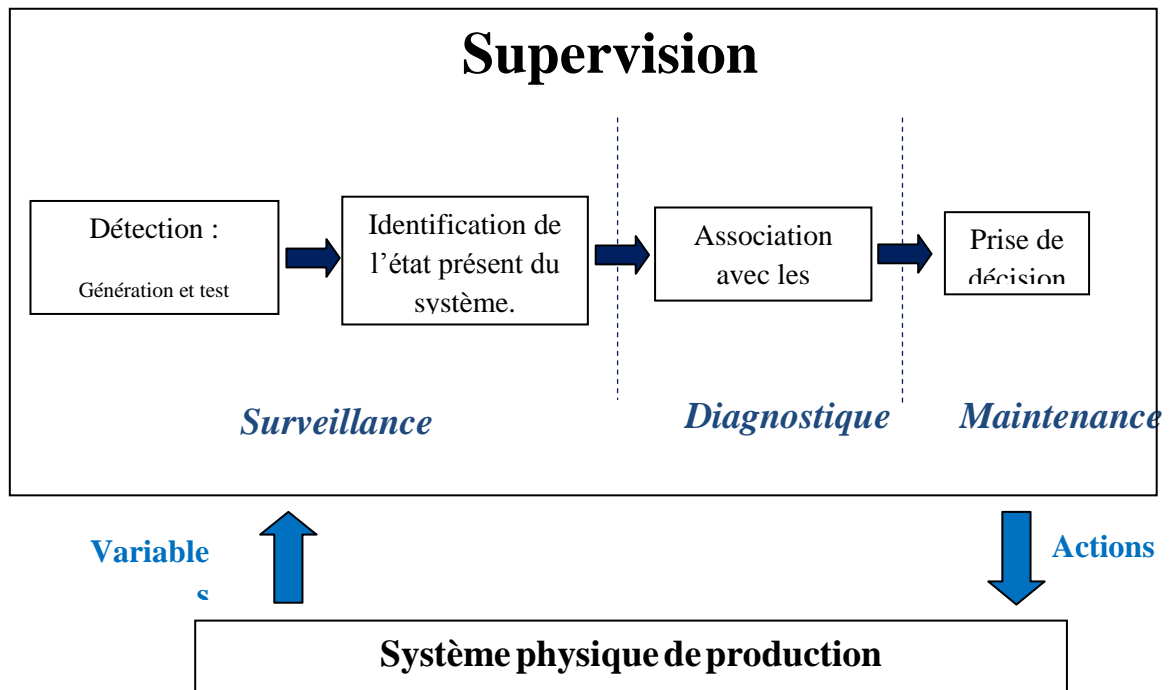 Supervision
Détection :
Génération et test
Identification de
l'état présent du
système.
Association
avec les
Prise de
décision
Surveillance
Diagnostique
Maintenance
Variable
s
Actions
Système physique de production